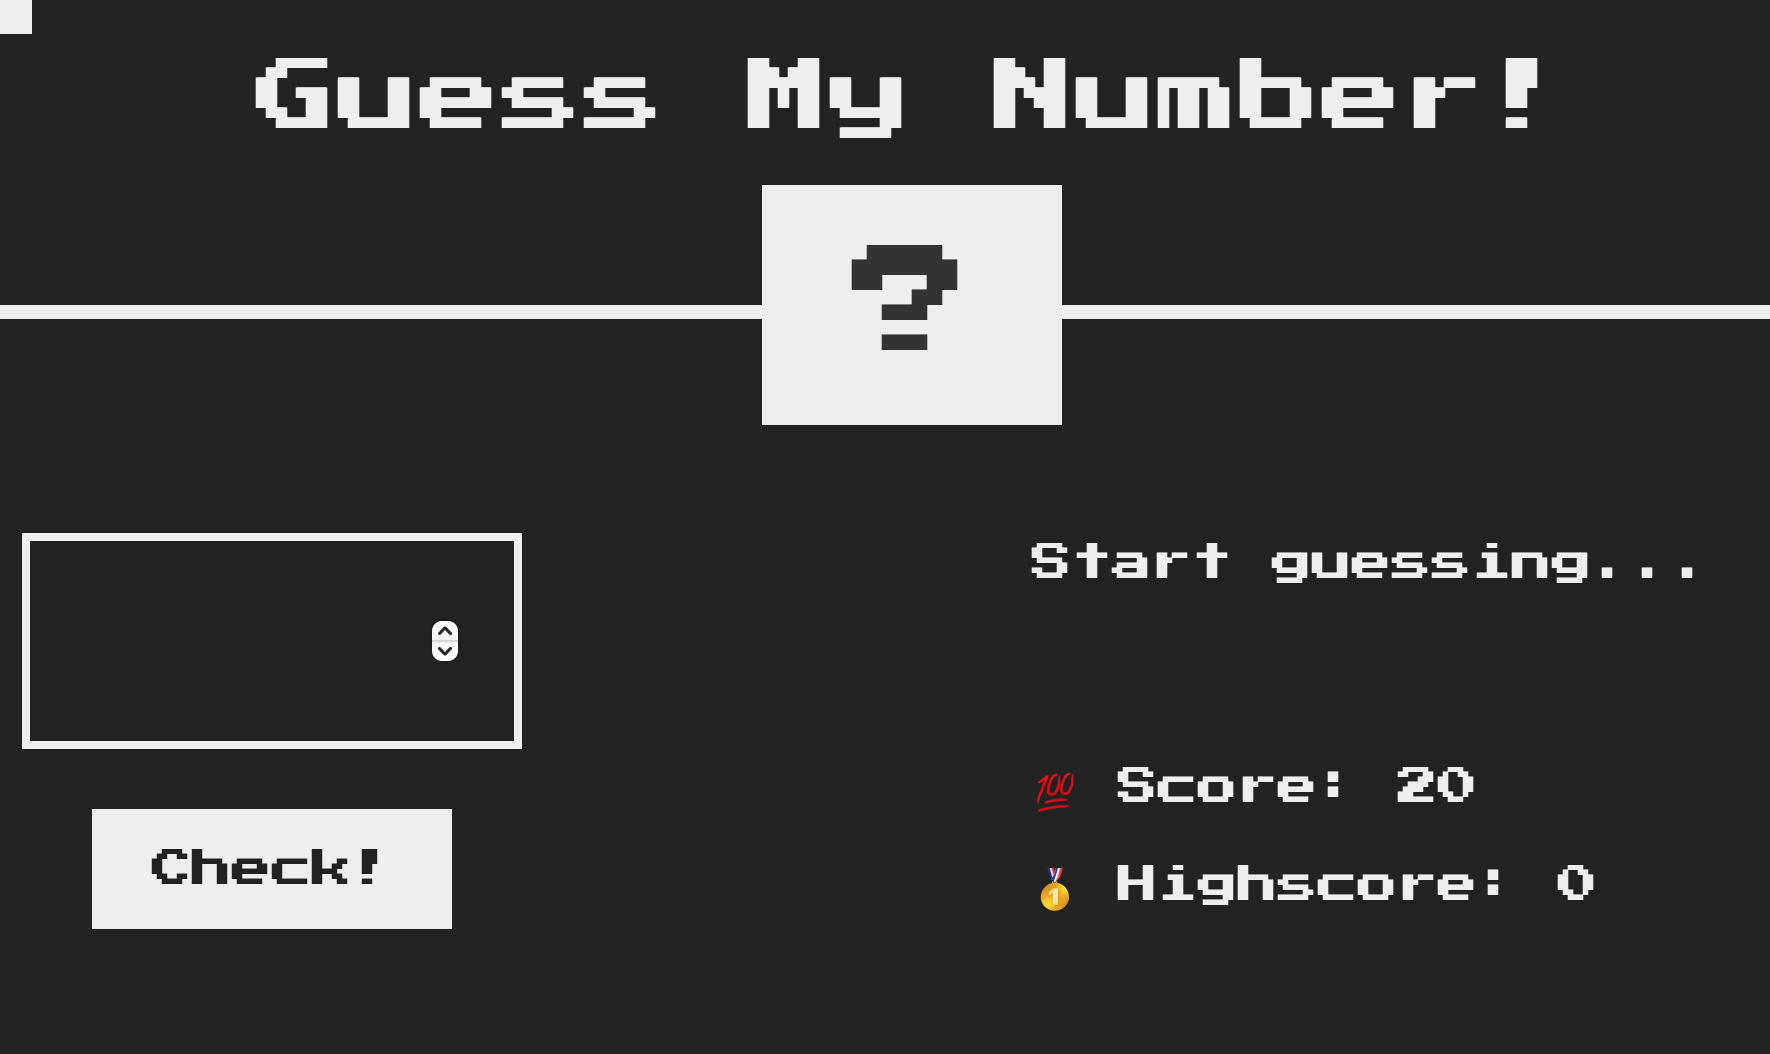 Guess My Number!
?
Start guessing...
💯 Score: 20
Check!
🥇 Highscore: 0